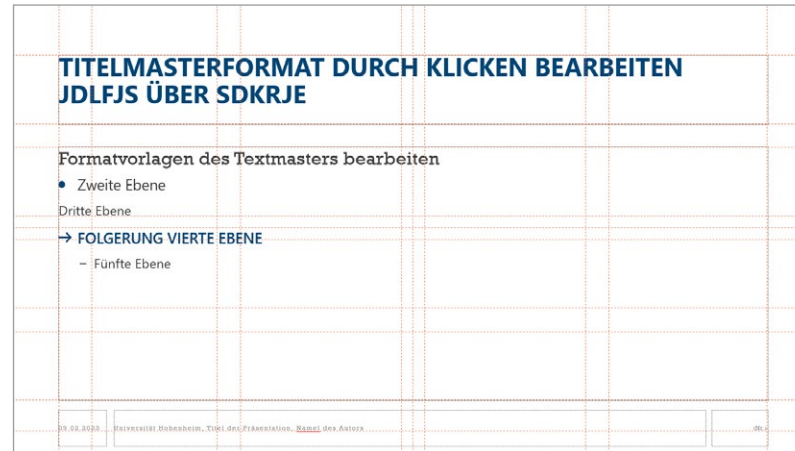 TITELMASTERFORMAT DURCH KLICKEN BEARBEITEN
JDLFJS ÜBER SDKRJE
Formatvorlagen des Textmasters bearbeiten
• Zweite Ebene
Dritte Ebene
→ FOLGERUNG VIERTE EBENE
– Fünfte Ebene
Universität Hohenheim, Titel der Präsentation, Name des Autors